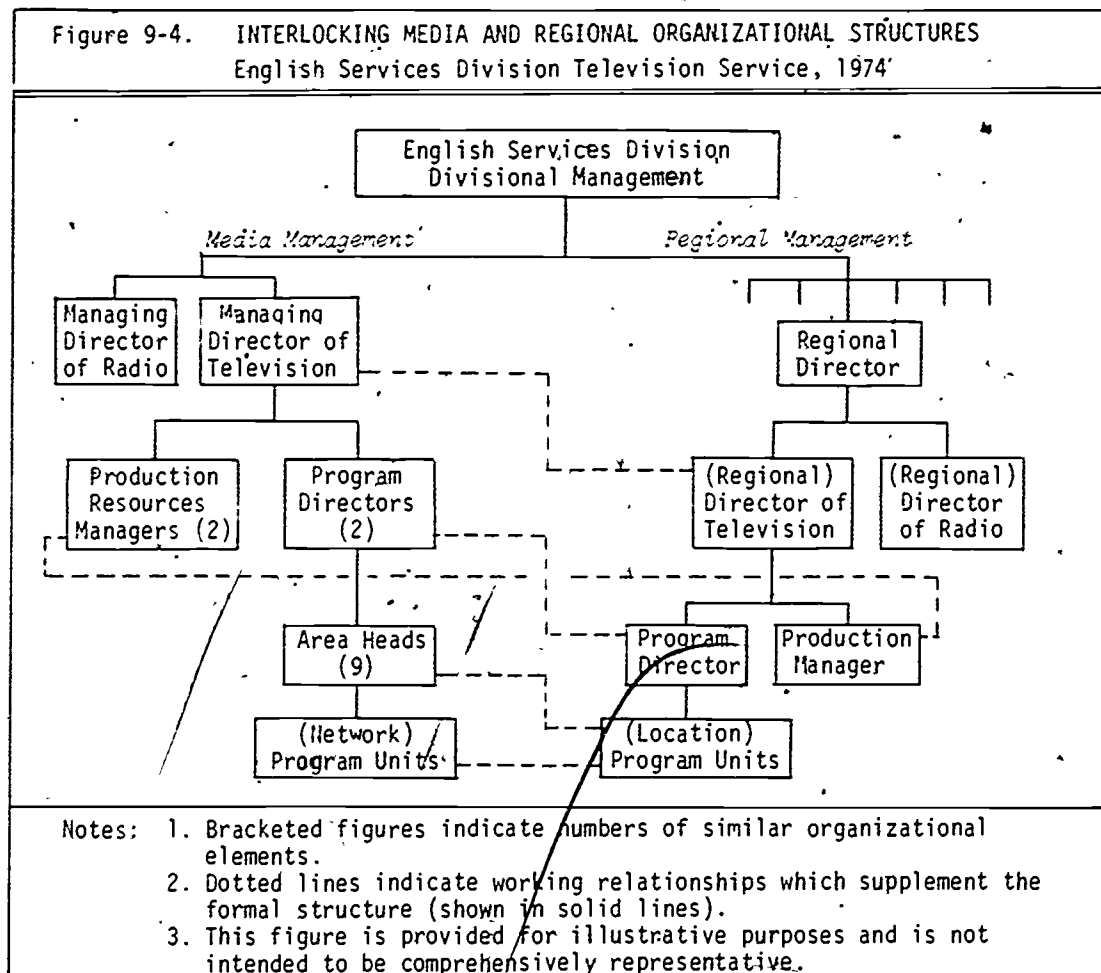 Figure 9-4. INTERLOCKING MEDIA AND REGIONAL ORGANIZATIONAL STRUCTURES
English Services Division Television Service, 1974
English Services Division
Divisional Management
Media Management
Regional Management
Managing
Director
of Radio
Managing
Director of
Television
Regional
Director
Production
Resources
Managers (2)
Program
Directors
(2)
(Regional)
Director of
Television
(Regional)
Director
of Radio
Area Heads
(9)
Program
Director
Production
Manager
(Network)
Program Units
(Location)
Program Units
Notes: 1. Bracketed figures indicate numbers of similar organizational
elements.
2. Dotted lines indicate working relationships which supplement the
formal structure (shown in solid lines).
3. This figure is provided for illustrative purposes and is not
intended to be comprehensively representative.